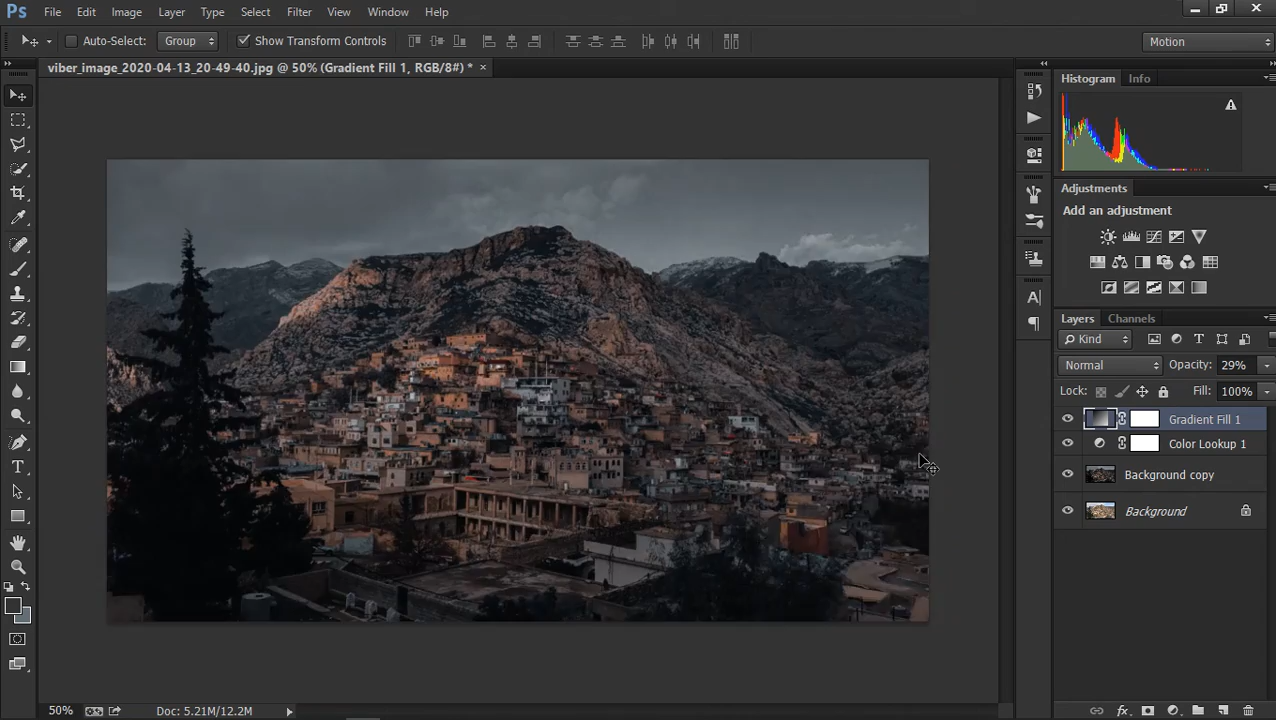 Ps File Edit Image Layer Type Select Filter View Window Help
Auto-Select: Group Show Transform Controls Motion
viber_image_2020-04-13_20-49-40.jpg @ 50% (Gradient Fill 1, RGB/8#) * ×
Histogram Info
Adjustments
Add an adjustment
Layers Channels
Kind
Normal Opacity: 29%
Lock: Fill: 100%
Gradient Fill 1
Color Lookup 1
Background copy
Background
50% Doc: 5.21M/12.2M